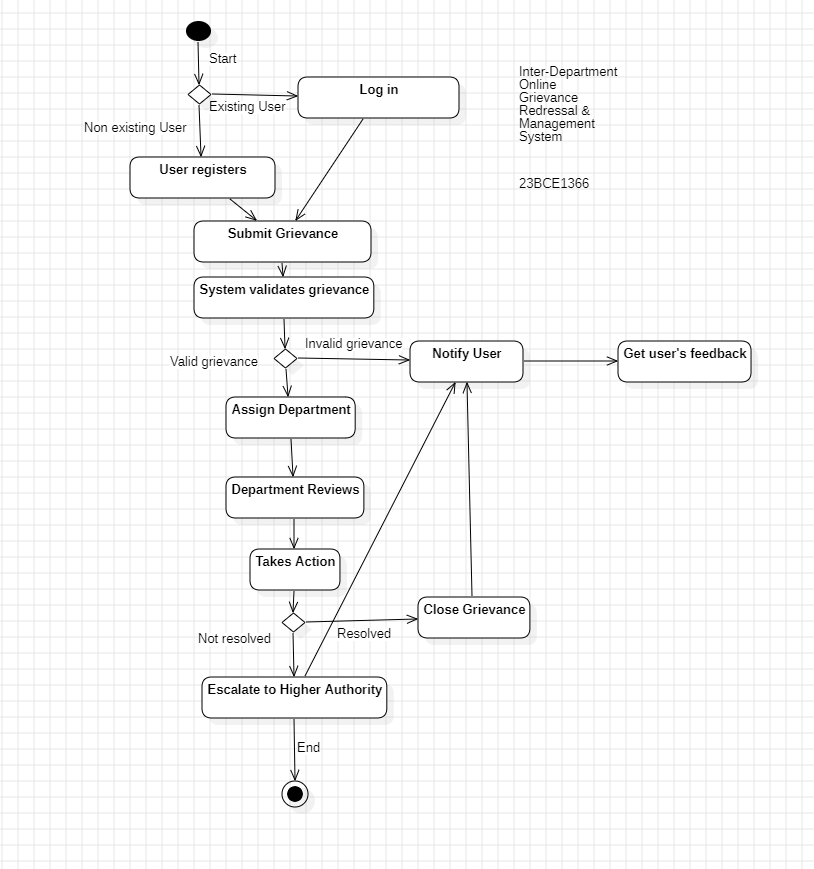 Start
Inter-Department
Online
Grievance
Redressal &
Management
System
Log in
Existing User
Non existing User
User registers
23BCE1366
Submit Grievance
System validates grievance
Invalid grievance
Valid grievance
Notify User
Get user's feedback
Assign Department
Department Reviews
Takes Action
Close Grievance
Not resolved
Resolved
Escalate to Higher Authority
End